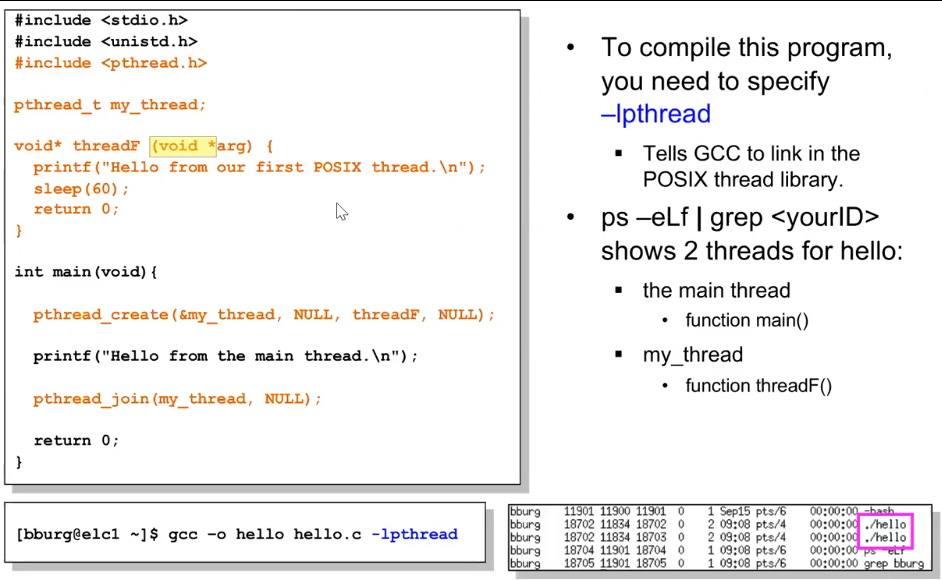 #include <stdio.h>
#include <unistd.h>
#include <pthread.h>
pthread_t my_thread;
void* threadF (void *arg) {
printf("Hello from our first POSIX thread.\n");
sleep(60);
return 0;
}
int main(void){
pthread_create(&my_thread, NULL, threadF, NULL);
printf("Hello from the main thread.\n");
pthread_join(my_thread, NULL);
return 0;
}
• To compile this program,
you need to specify
–lpthread
▪ Tells GCC to link in the
POSIX thread library.
• ps –eLf | grep <yourID>
shows 2 threads for hello:
▪ the main thread
• function main()
▪ my_thread
• function threadF()
[bburg@elc1 ~]$ gcc -o hello hello.c -lpthread
bburg 11901 11900 11901 0 1 Sep15 pts/6 00:00:00 -bash
bburg 18702 11834 18702 0 2 09:08 pts/4 00:00:00 ./hello
bburg 18702 11834 18703 0 2 09:08 pts/4 00:00:00 ./hello
bburg 18704 11901 18704 0 1 09:08 pts/6 00:00:00 ps -eLf
bburg 18705 11901 18705 0 1 09:08 pts/6 00:00:00 grep bburg